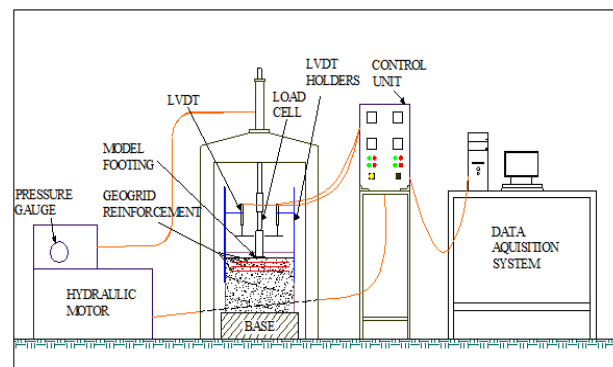 LVDT
LOAD
CELL
LVDT
HOLDERS
CONTROL
UNIT
MODEL
FOOTING
GEOGRID
REINFORCEMENT
PRESSURE
GAUGE
HYDRAULIC
MOTOR
BASE
DATA
AQUISITION
SYSTEM